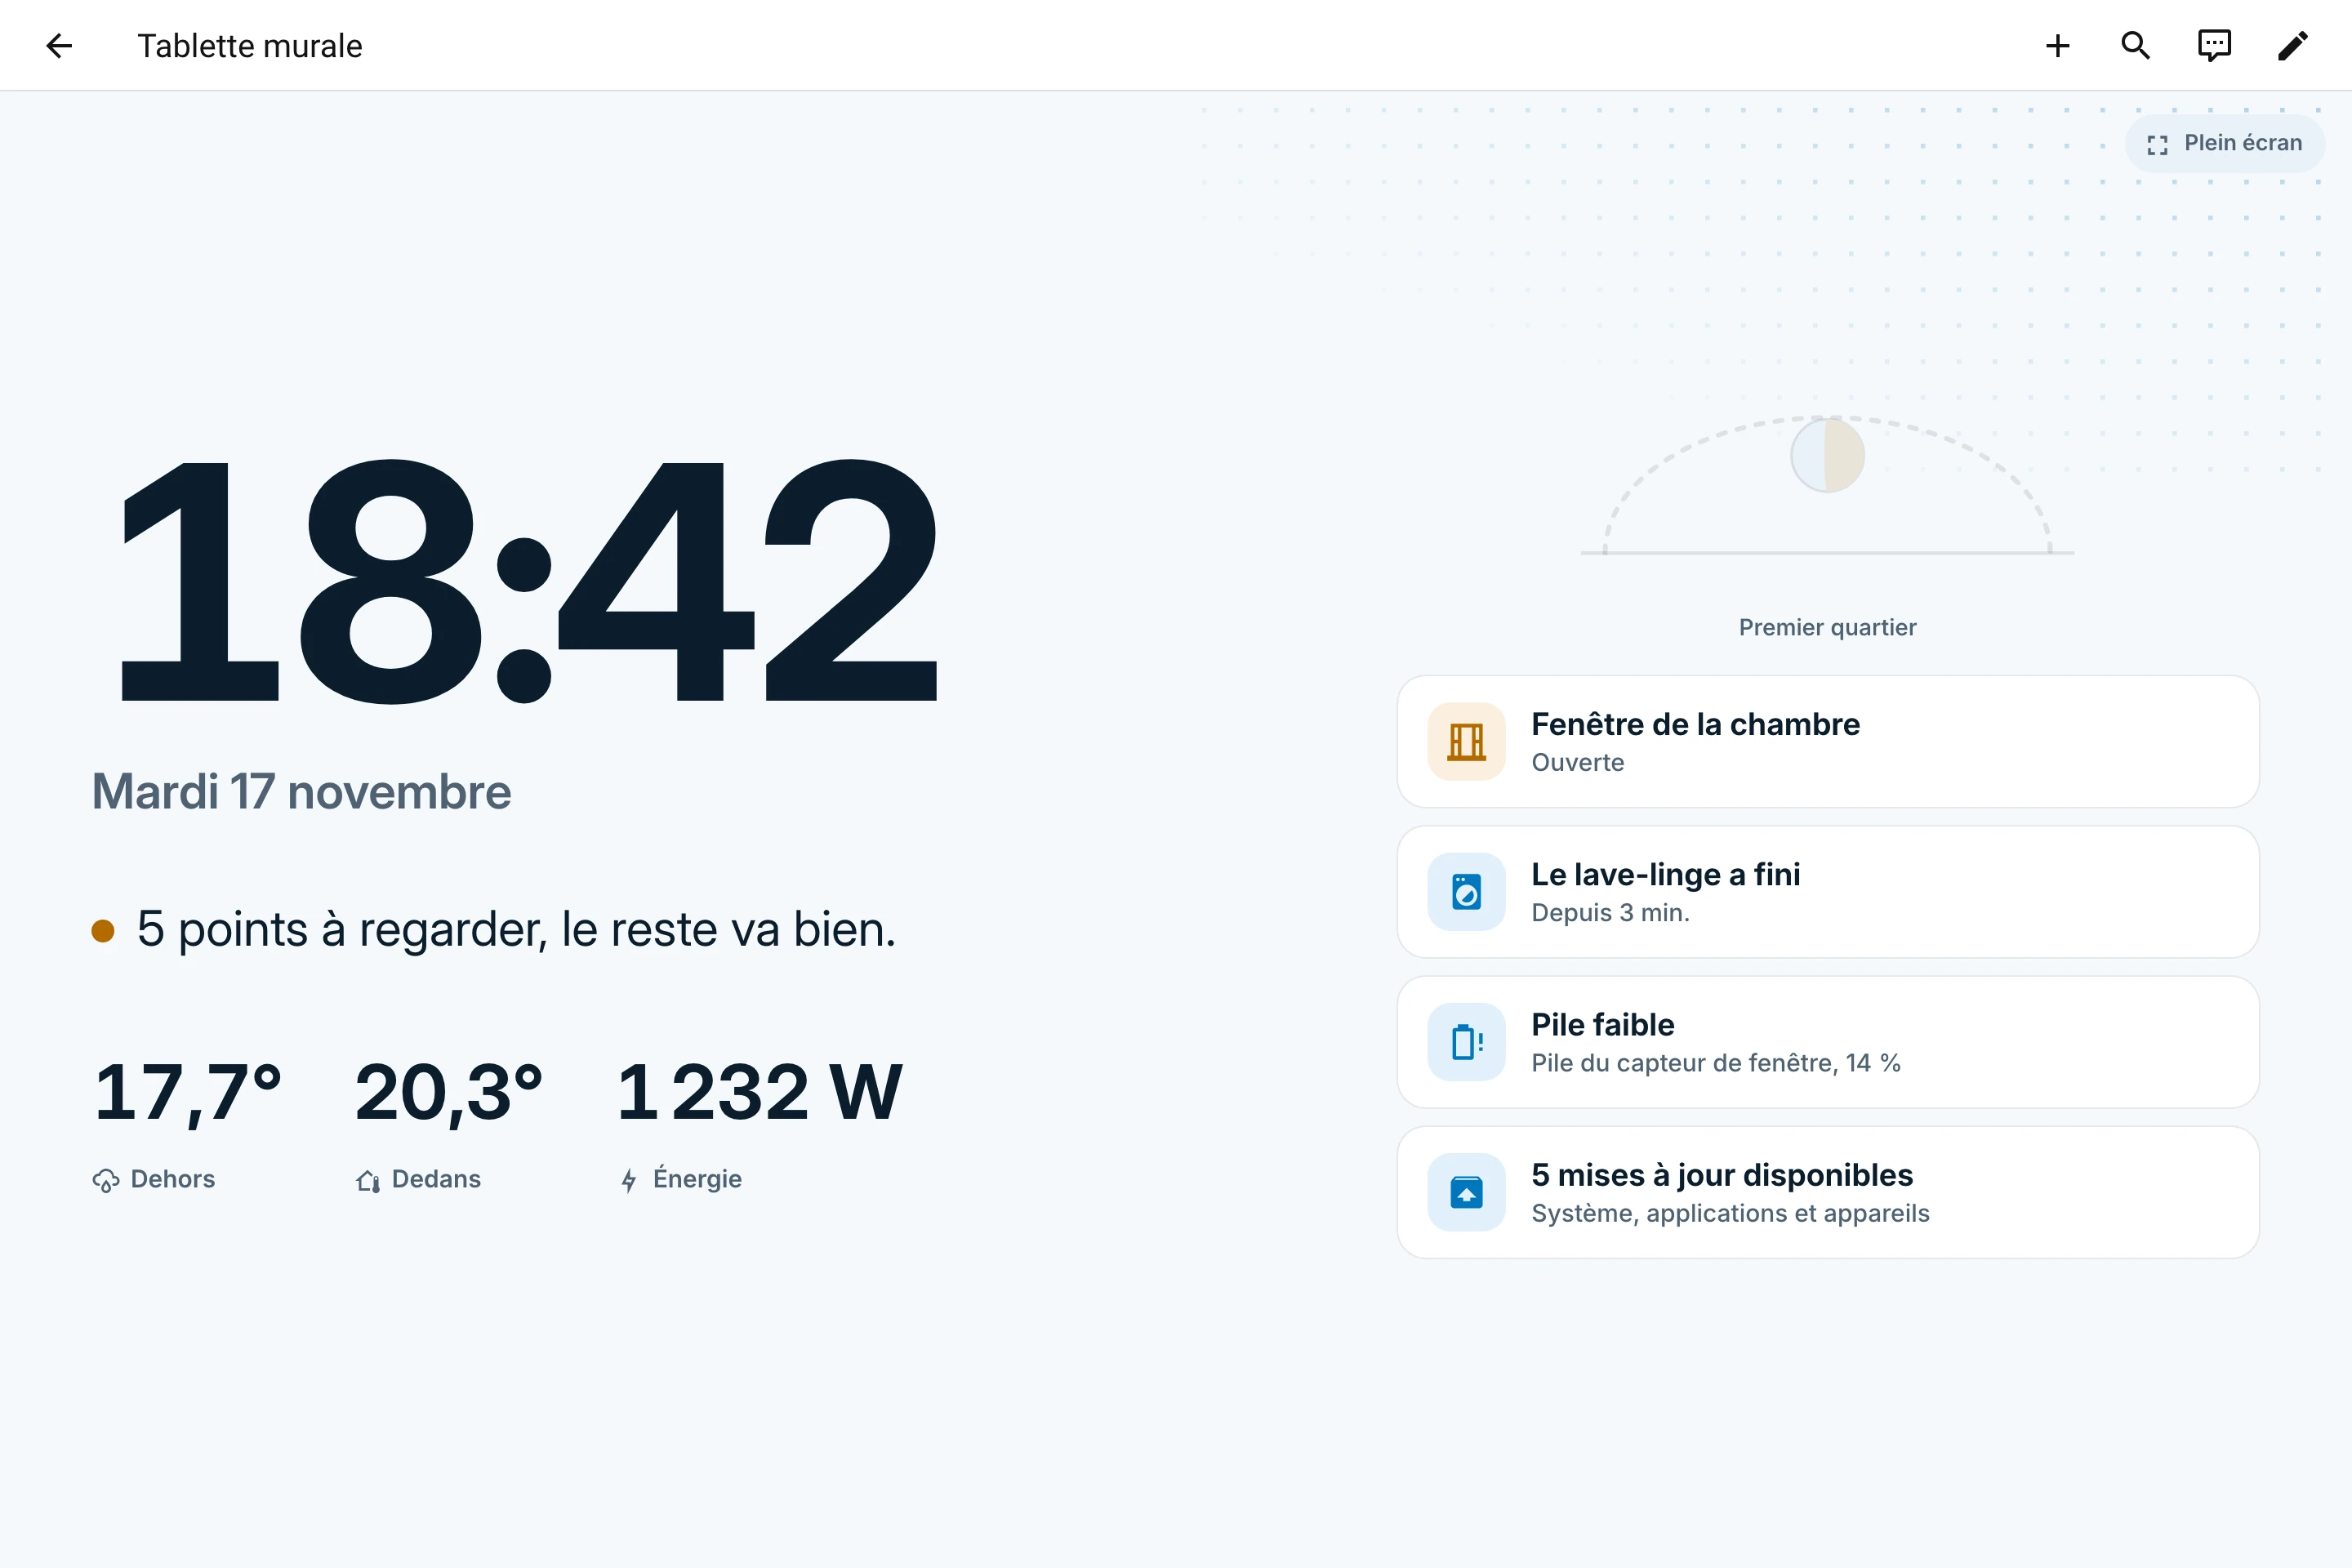 Tablette murale
Plein écran
18:42
Mardi 17 novembre
5 points à regarder, le reste va bien.
17,7° 20,3° 1 232 W
Dehors Dedans Énergie
Premier quartier
Fenêtre de la chambre
Ouverte
Le lave-linge a fini
Depuis 3 min.
Pile faible
Pile du capteur de fenêtre, 14 %
5 mises à jour disponibles
Système, applications et appareils